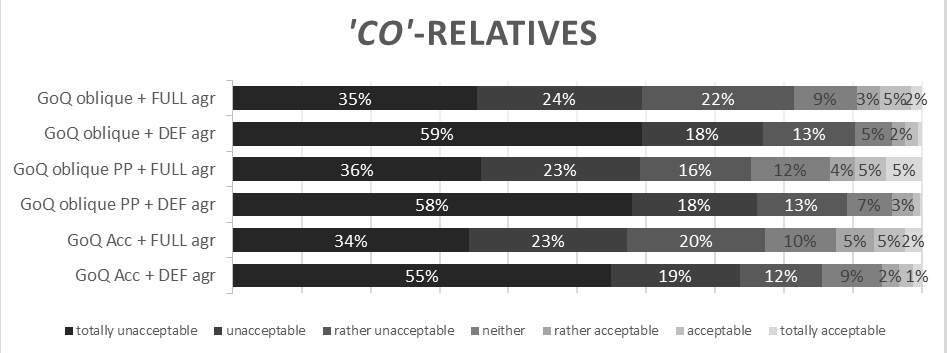 'CO'-RELATIVES
GoQ oblique + FULL agr 35% 24% 22% 9% 3% 5% 2%
GoQ oblique + DEF agr 59% 18% 13% 5% 2%
GoQ oblique PP + FULL agr 36% 23% 16% 12% 4% 5% 5%
GoQ oblique PP + DEF agr 58% 18% 13% 7% 3%
GoQ Acc + FULL agr 34% 23% 20% 10% 5% 5% 2%
GoQ Acc + DEF agr 55% 19% 12% 9% 2% 1%
totally unacceptable unacceptable rather unacceptable neither rather acceptable acceptable totally acceptable